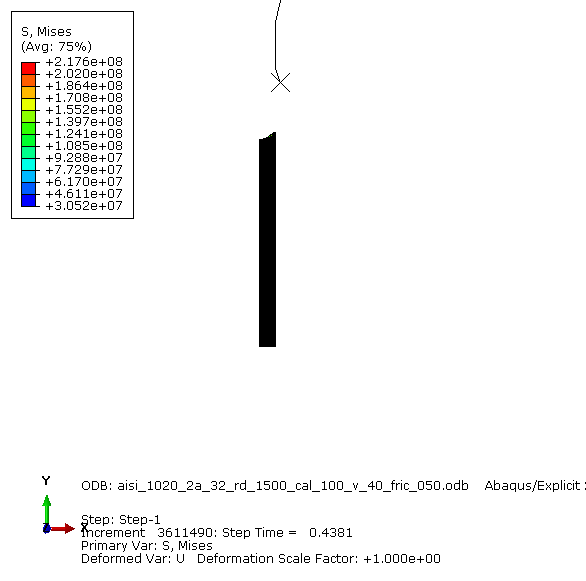 S, Mises
(Avg: 75%)
+2.176e+08
+2.020e+08
+1.864e+08
+1.708e+08
+1.552e+08
+1.397e+08
+1.241e+08
+1.085e+08
+9.288e+07
+7.729e+07
+6.170e+07
+4.611e+07
+3.052e+07
Y
X
ODB: aisi_1020_2a_32_rd_1500_cal_100_v_40_fric_050.odb Abaqus/Explicit
Step: Step-1
Increment 3611490: Step Time = 0.4381
Primary Var: S, Mises
Deformed Var: U Deformation Scale Factor: +1.000e+00